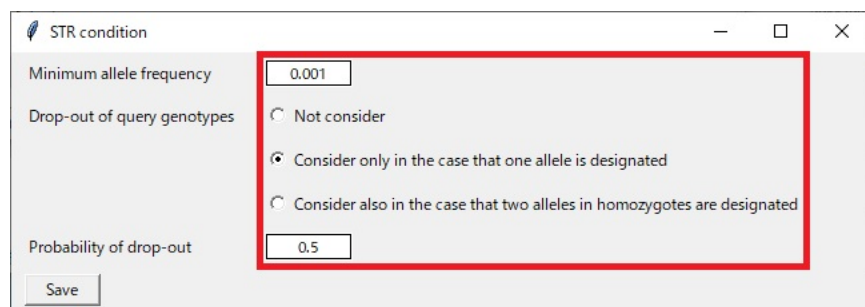 STR condition
Minimum allele frequency 0.001
Drop-out of query genotypes Not consider
Consider only in the case that one allele is designated
Consider also in the case that two alleles in homozygotes are designated
Probability of drop-out 0.5
Save